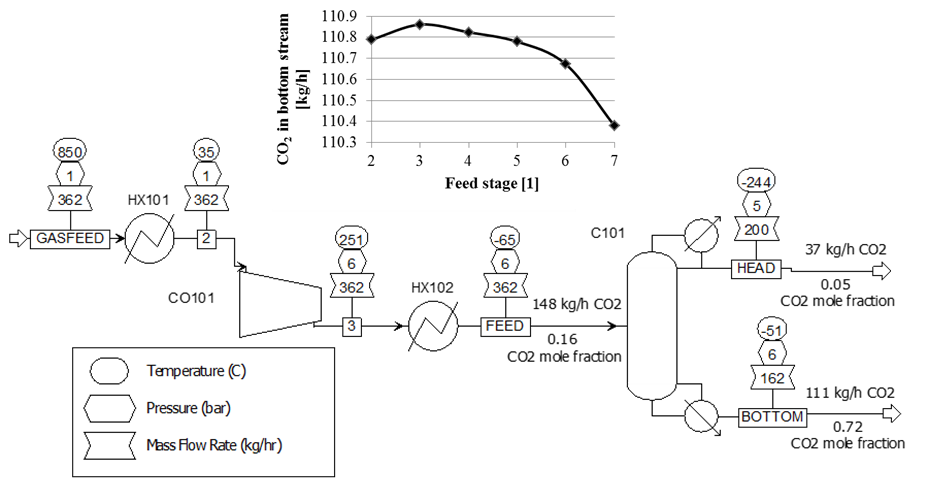 110.9
110.8
110.7
110.6
110.5
110.4
110.3
CO₂ in bottom stream
[kg/h]
2 3 4 5 6 7
Feed stage [1]
850
1
362
GASFEED
HX101
35
1
362
2
CO101
251
6
362
3
HX102
-65
6
362
FEED
148 kg/h CO2
0.16
CO2 mole fraction
C101
-244
5
200
HEAD
37 kg/h CO2
0.05
CO2 mole fraction
-51
6
162
BOTTOM
111 kg/h CO2
0.72
CO2 mole fraction
Temperature (C)
Pressure (bar)
Mass Flow Rate (kg/hr)